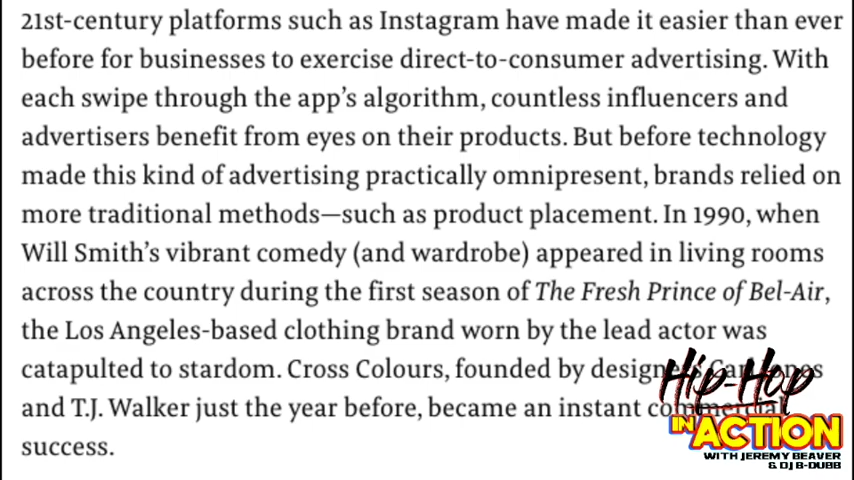 21st-century platforms such as Instagram have made it easier than ever
before for businesses to exercise direct-to-consumer advertising. With
each swipe through the app's algorithm, countless influencers and
advertisers benefit from eyes on their products. But before technology
made this kind of advertising practically omnipresent, brands relied on
more traditional methods—such as product placement. In 1990, when
Will Smith's vibrant comedy (and wardrobe) appeared in living rooms
across the country during the first season of The Fresh Prince of Bel-Air,
the Los Angeles-based clothing brand worn by the lead actor was
catapulted to stardom. Cross Colours, founded by designers Carl Jones
and T.J. Walker just the year before, became an instant commercial
success.
Hip-Hop
IN ACTION
WITH JEREMY BEAVER
& DJ B-DUBB